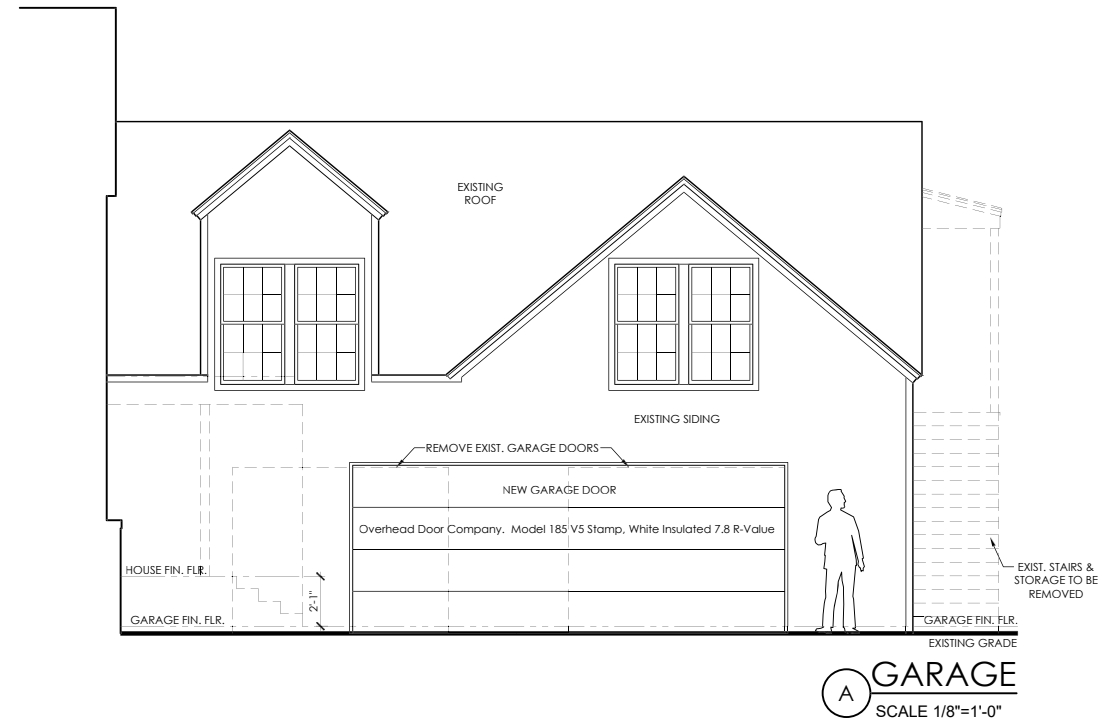 EXISTING
ROOF
EXISTING SIDING
REMOVE EXIST. GARAGE DOORS
NEW GARAGE DOOR
Overhead Door Company. Model 185 V5 Stamp, White Insulated 7.8 R-Value
HOUSE FIN. FLR.
2'-1"
GARAGE FIN. FLR.
EXIST. STAIRS &
STORAGE TO BE
REMOVED
GARAGE FIN. FLR.
EXISTING GRADE
A
GARAGE
SCALE 1/8"=1'-0"